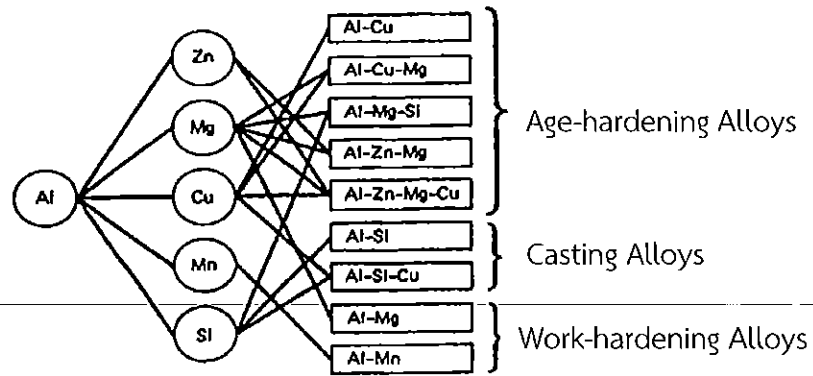 Al
Zn
Mg
Cu
Mn
Si
Al-Cu
Al-Cu-Mg
Al-Mg-Si
Al-Zn-Mg
Al-Zn-Mg-Cu
Al-Si
Al-Si-Cu
Al-Mg
Al-Mn
Age-hardening Alloys
Casting Alloys
Work-hardening Alloys